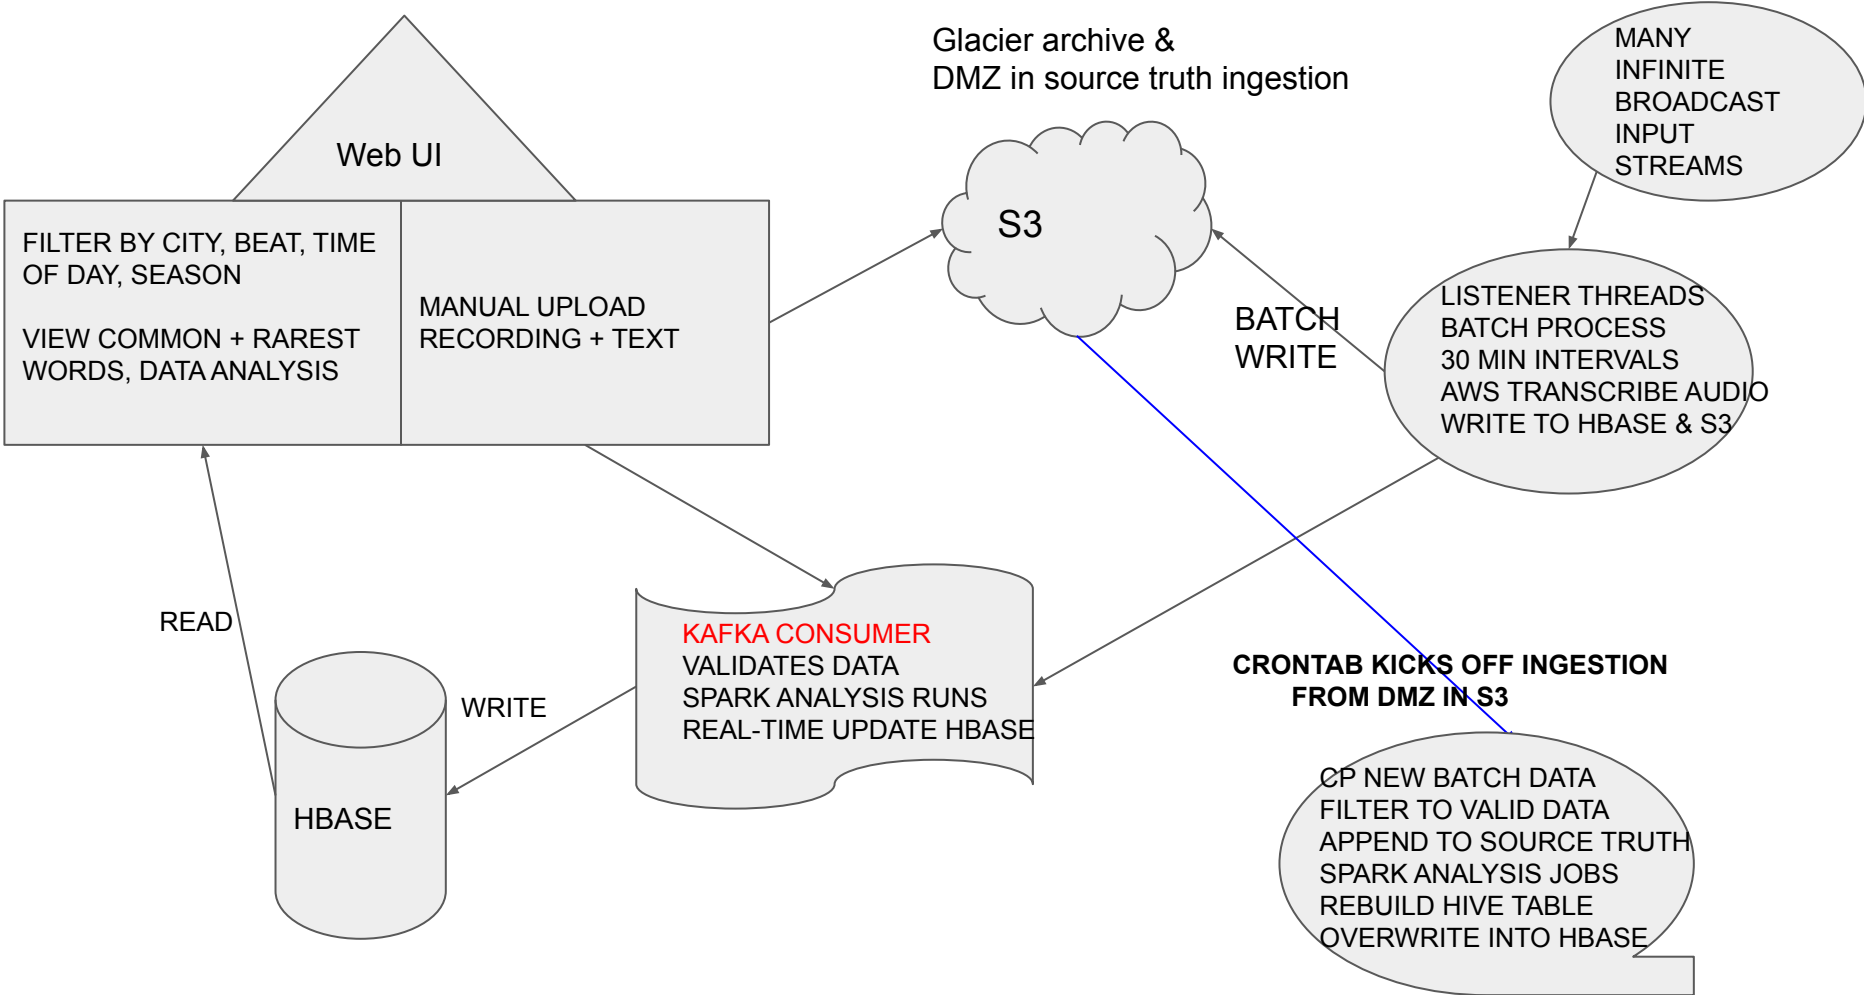 Glacier archive &
DMZ in source truth ingestion
MANY
INFINITE
BROADCAST
INPUT
STREAMS
Web UI
FILTER BY CITY, BEAT, TIME
OF DAY, SEASON
VIEW COMMON + RAREST
WORDS, DATA ANALYSIS
MANUAL UPLOAD
RECORDING + TEXT
S3
BATCH
WRITE
LISTENER THREADS
BATCH PROCESS
30 MIN INTERVALS
AWS TRANSCRIBE AUDIO
WRITE TO HBASE & S3
READ
WRITE
HBASE
KAFKA CONSUMER
VALIDATES DATA
SPARK ANALYSIS RUNS
REAL-TIME UPDATE HBASE
CRONTAB KICKS OFF INGESTION
FROM DMZ IN S3
CP NEW BATCH DATA
FILTER TO VALID DATA
APPEND TO SOURCE TRUTH
SPARK ANALYSIS JOBS
REBUILD HIVE TABLE
OVERWRITE INTO HBASE